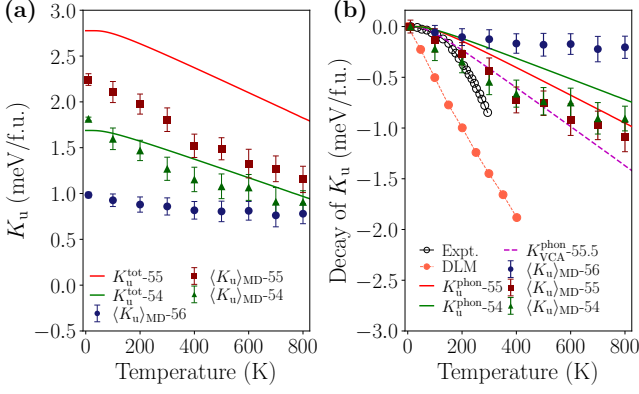 (a)
3.0
2.5
2.0
1.5
1.0
0.5
0.0
−0.5
K_u (meV/f.u.)
K_u^tot-55
K_u^tot-54
⟨K_u⟩_MD-56
⟨K_u⟩_MD-55
⟨K_u⟩_MD-54
0 200 400 600 800
Temperature (K)
(b)
0.0
−0.5
−1.0
−1.5
−2.0
−2.5
−3.0
Decay of K_u (meV/f.u.)
Expt.
DLM
K_u^phon-55
K_u^phon-54
K_VCA^phon-55.5
⟨K_u⟩_MD-56
⟨K_u⟩_MD-55
⟨K_u⟩_MD-54
0 200 400 600 800
Temperature (K)